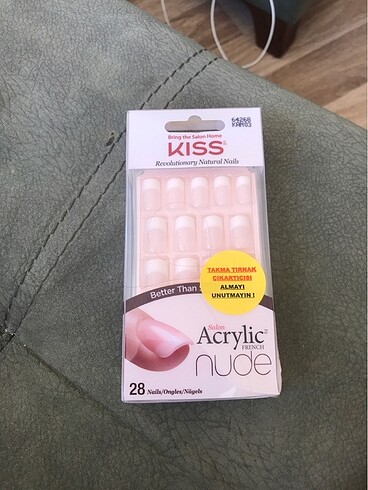 64268
KAF03
Bring the Salon Home
KISS
Revolutionary Natural Nails
TAKMA TIRNAK
ÇIKARTICISI
ALMAYI
UNUTMAYIN !
Better Than
Salon
Acrylic
FRENCH
nude
28 Nails/Ongles/Nägels